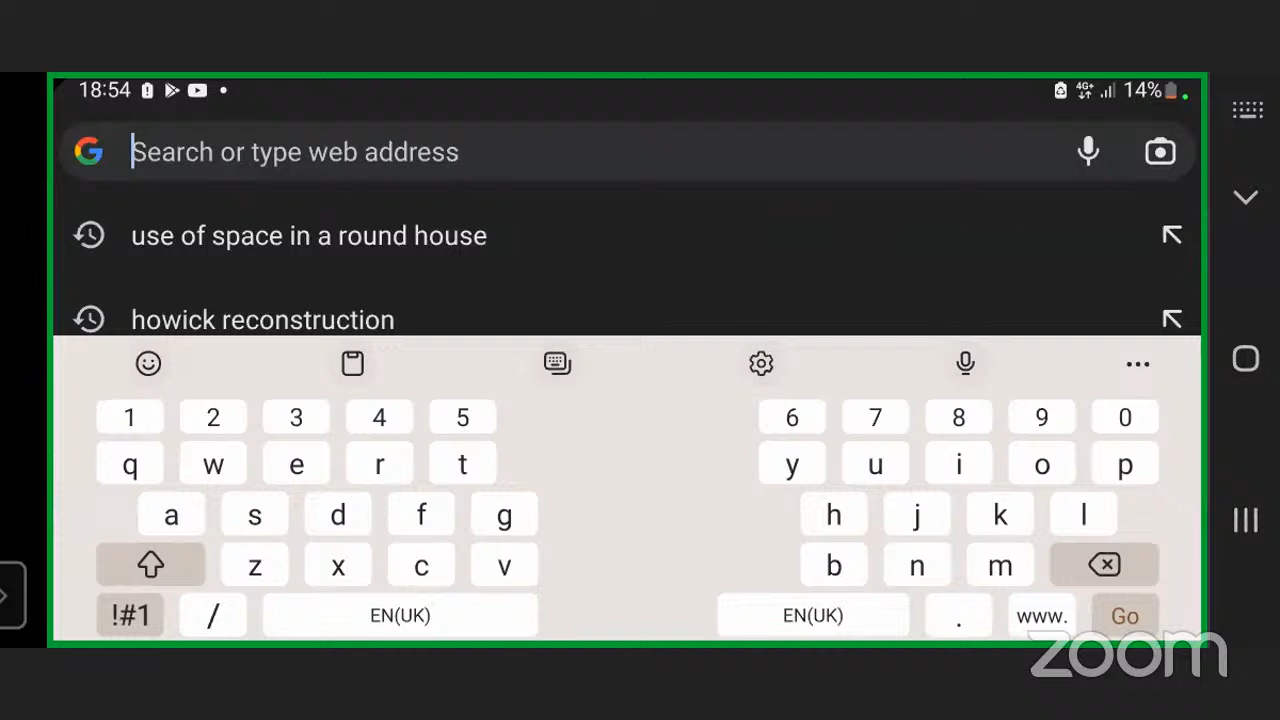 18:54 4G+ 14%
Search or type web address
use of space in a round house
howick reconstruction
1 2 3 4 5 6 7 8 9 0
q w e r t y u i o p
a s d f g h j k l
z x c v b n m
!#1 / EN(UK) EN(UK) . www. Go
zoom